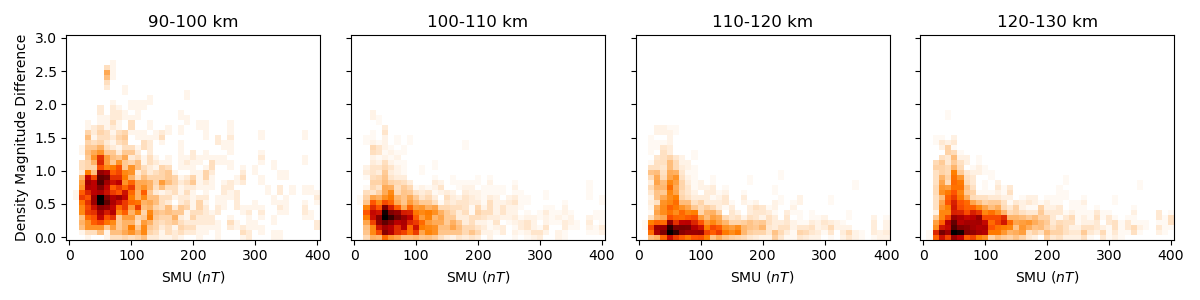 90-100 km
100-110 km
110-120 km
120-130 km
Density Magnitude Difference
3.0
2.5
2.0
1.5
1.0
0.5
0.0
0 100 200 300 400
0 100 200 300 400
0 100 200 300 400
0 100 200 300 400
SMU (nT)
SMU (nT)
SMU (nT)
SMU (nT)